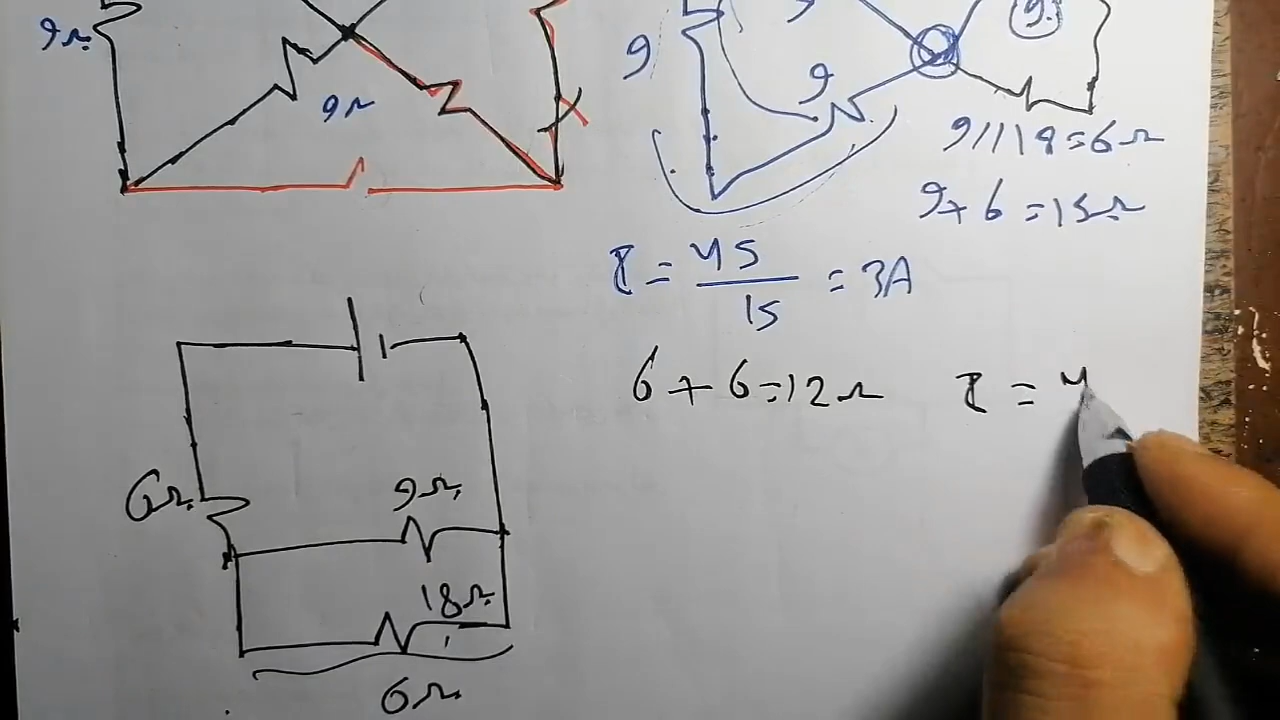 9Ω
9Ω
9
9
9.
9//18=6Ω
9+6=15Ω
I = 45/15 = 3A
6+6=12Ω I = 4
6Ω
9Ω
18Ω
6Ω